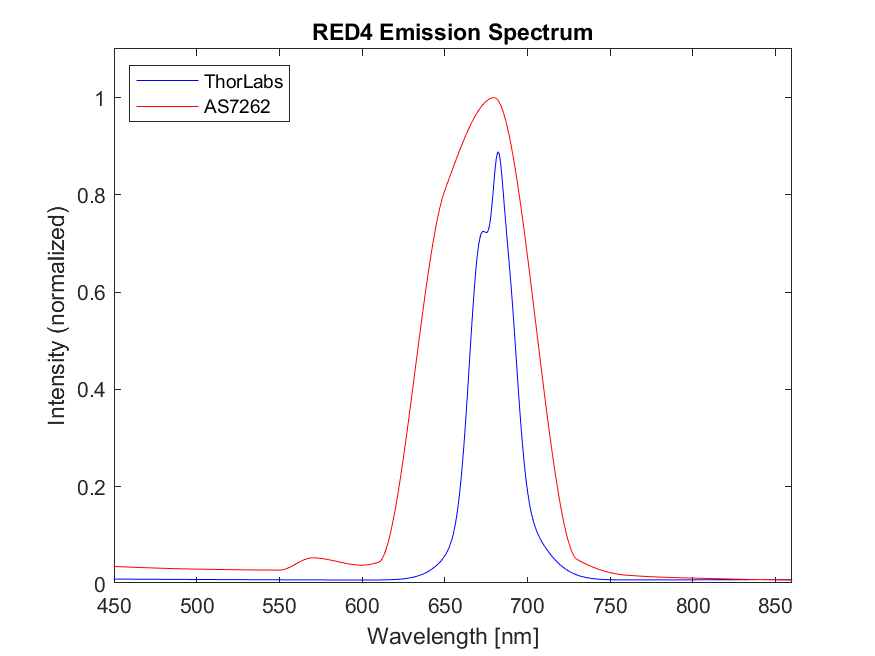 RED4 Emission Spectrum
ThorLabs
AS7262
1
0.8
0.6
0.4
0.2
0
Intensity (normalized)
450 500 550 600 650 700 750 800 850
Wavelength [nm]